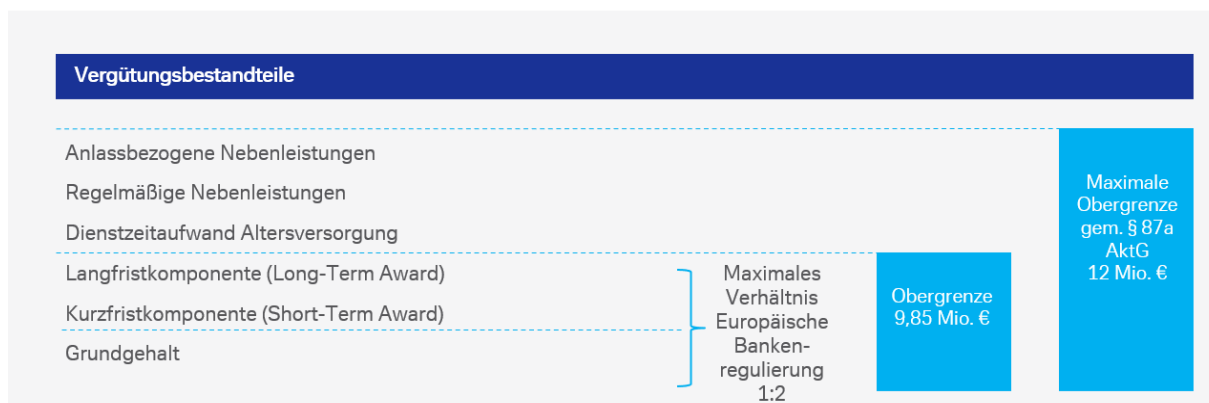 Vergütungsbestandteile
Anlassbezogene Nebenleistungen
Regelmäßige Nebenleistungen
Dienstzeitaufwand Altersversorgung
Langfristkomponente (Long-Term Award)
Kurzfristkomponente (Short-Term Award)
Grundgehalt
Maximales
Verhältnis
Europäische
Banken-
regulierung
1:2
Obergrenze
9,85 Mio. €
Maximale
Obergrenze
gem. § 87a
AktG
12 Mio. €